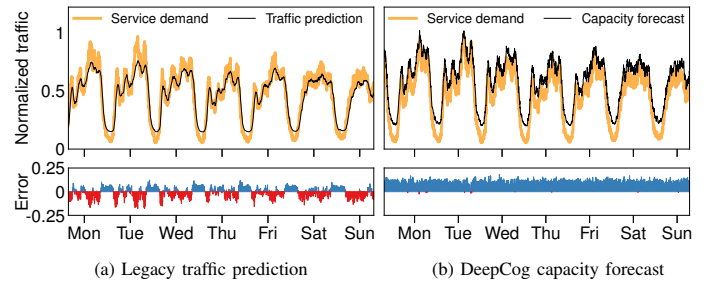 Service demand Traffic prediction Service demand Capacity forecast
Normalized traffic
1
0.5
0
0.25
0
-0.25
Error
Mon Tue Wed Thu Fri Sat Sun Mon Tue Wed Thu Fri Sat Sun
(a) Legacy traffic prediction (b) DeepCog capacity forecast